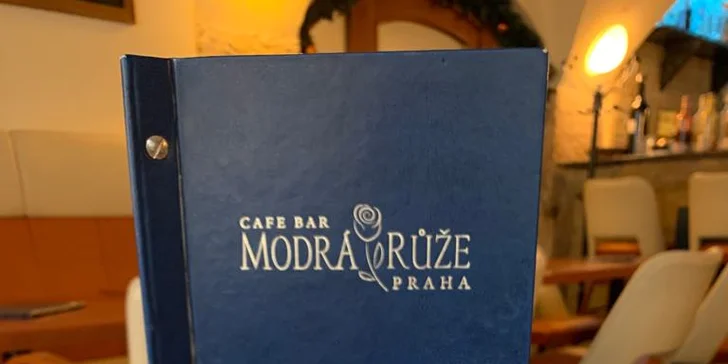 CAFE BAR
MODRÁ RŮŽE
PRAHA